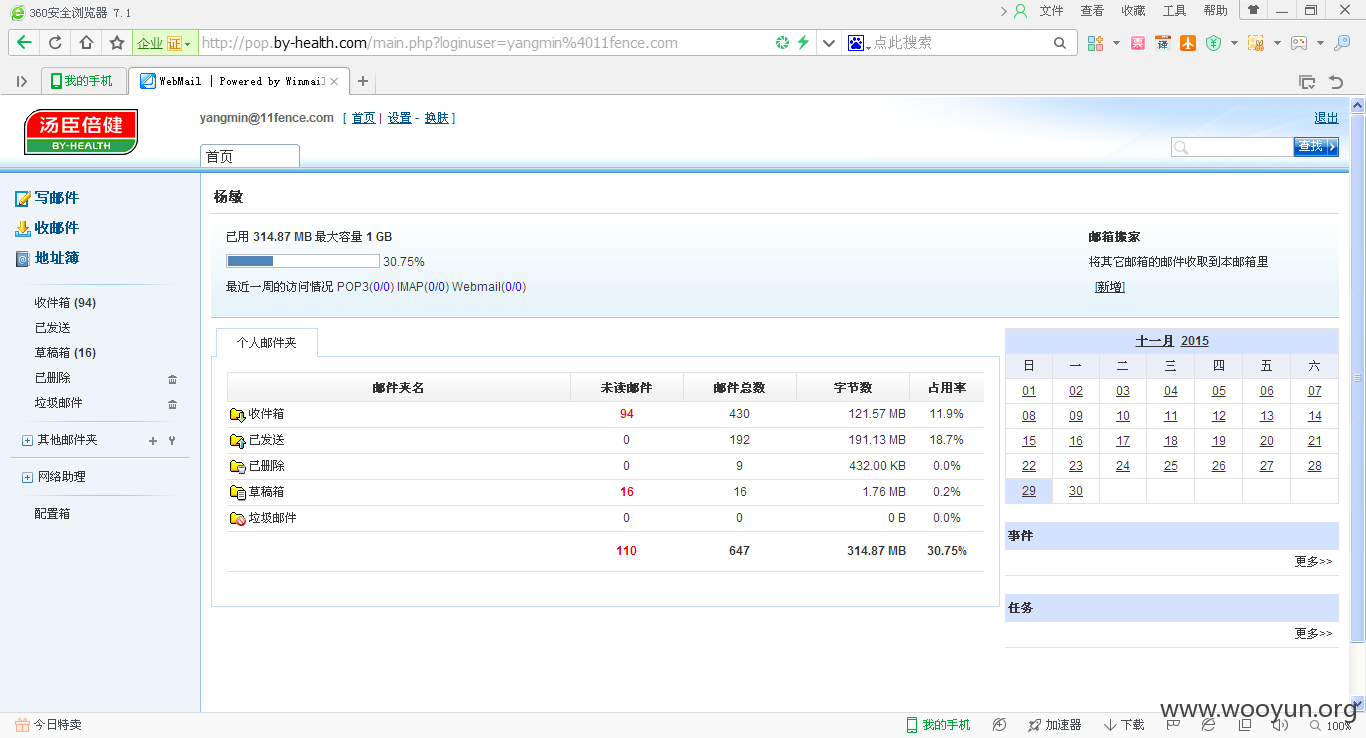 360安全浏览器 7.1
文件 查看 收藏 工具 帮助
企业 证 http://pop.by-health.com/main.php?loginuser=yangmin%4011fence.com 点此搜索
我的手机 WebMail | Powered by Winmail
汤臣倍健
BY-HEALTH
yangmin@11fence.com [ 首页 | 设置 - 换肤 ] 退出
首页 查找
写邮件
收邮件
地址簿
收件箱 (94)
已发送
草稿箱 (16)
已删除
垃圾邮件
其他邮件夹
网络助理
配置箱
杨敏
已用 314.87 MB 最大容量 1 GB
30.75%
最近一周的访问情况 POP3(0/0) IMAP(0/0) Webmail(0/0)
邮箱搬家
将其它邮箱的邮件收取到本邮箱里
[新增]
个人邮件夹
邮件夹名 未读邮件 邮件总数 字节数 占用率
收件箱 94 430 121.57 MB 11.9%
已发送 0 192 191.13 MB 18.7%
已删除 0 9 432.00 KB 0.0%
草稿箱 16 16 1.76 MB 0.2%
垃圾邮件 0 0 0 B 0.0%
110 647 314.87 MB 30.75%
十一月 2015
日 一 二 三 四 五 六
01 02 03 04 05 06 07
08 09 10 11 12 13 14
15 16 17 18 19 20 21
22 23 24 25 26 27 28
29 30
事件
更多>>
任务
更多>>
www.wooyun.org
今日特卖 我的手机 加速器 下载 100%